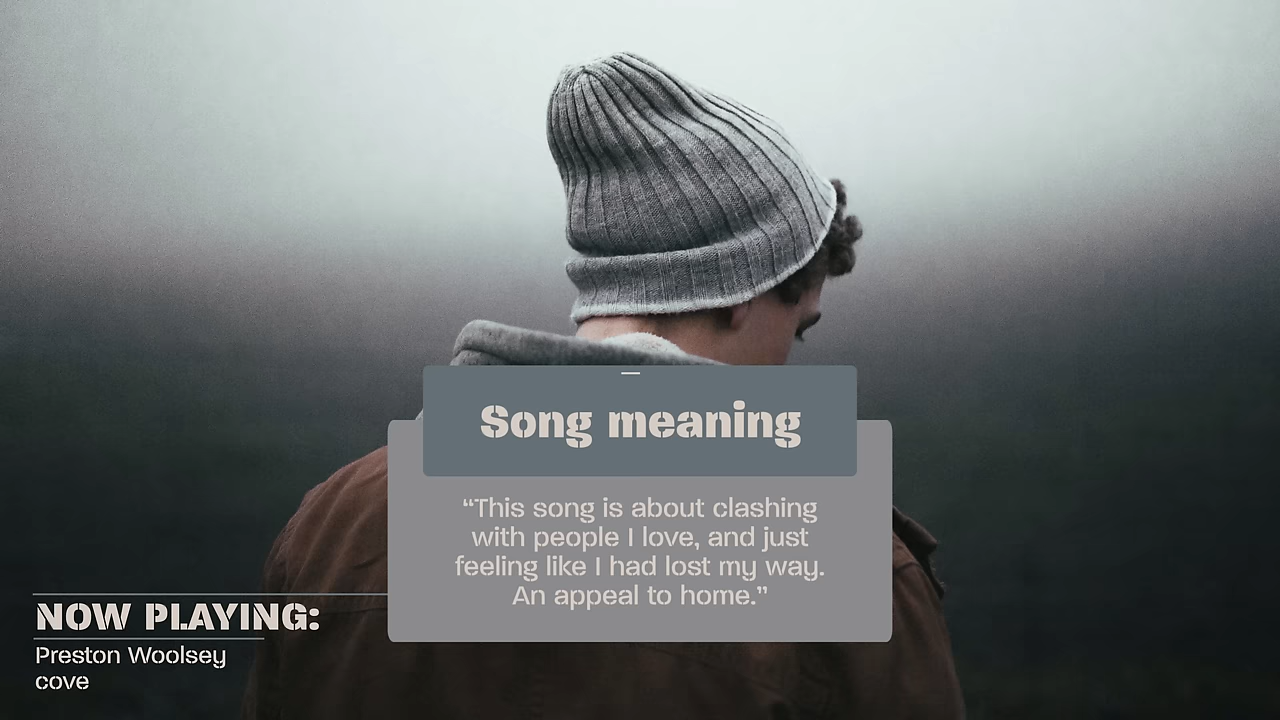 Song meaning
“This song is about clashing
with people I love, and just
feeling like I had lost my way.
An appeal to home.”
NOW PLAYING:
Preston Woolsey
cove